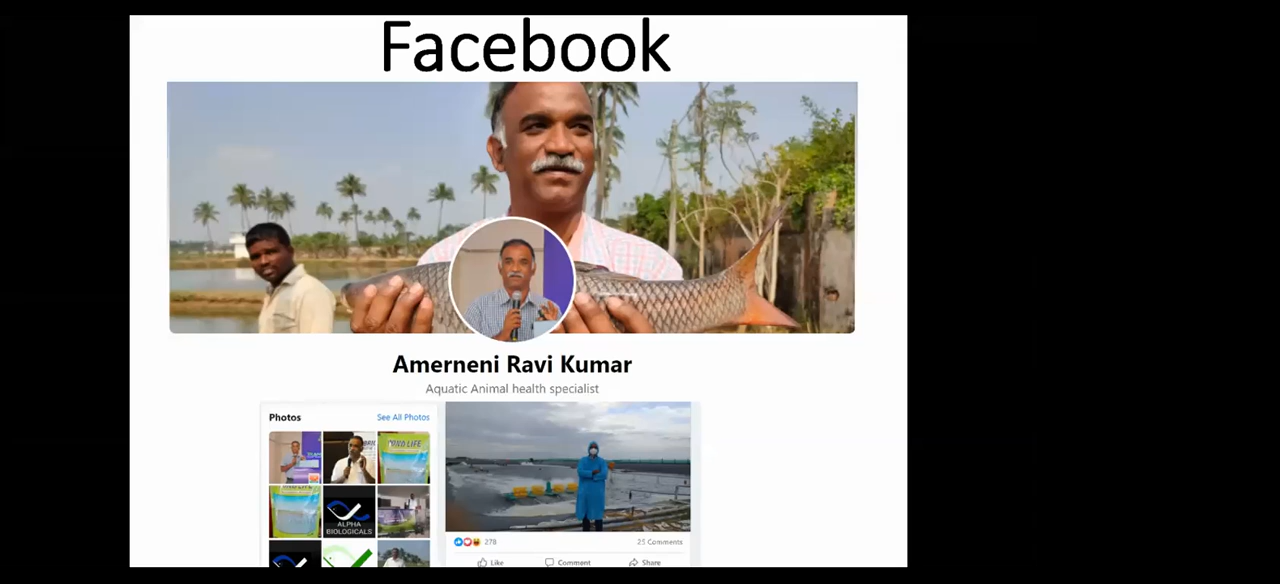 Facebook
Amerneni Ravi Kumar
Aquatic Animal health specialist
Photos
See All Photos
ALPHA
BIOLOGICALS
278
25 Comments
Like
Comment
Share